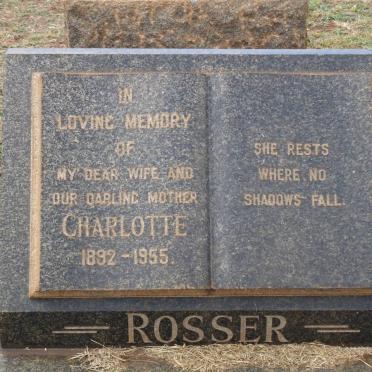 IN
LOVING MEMORY
OF
MY DEAR WIFE AND
OUR DARLING MOTHER
CHARLOTTE
1892-1955.
SHE RESTS
WHERE NO
SHADOWS FALL.
ROSSER